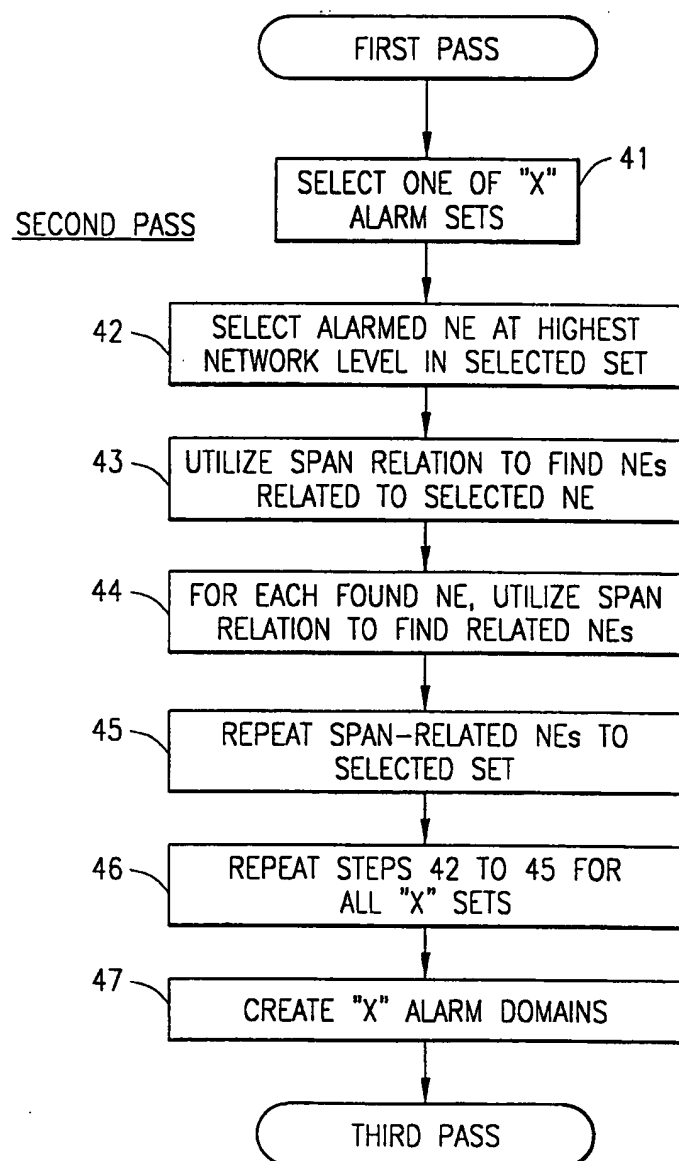 FIRST PASS
41
SELECT ONE OF "X"
ALARM SETS
SECOND PASS
42
SELECT ALARMED NE AT HIGHEST
NETWORK LEVEL IN SELECTED SET
43
UTILIZE SPAN RELATION TO FIND NEs
RELATED TO SELECTED NE
44
FOR EACH FOUND NE, UTILIZE SPAN
RELATION TO FIND RELATED NEs
45
REPEAT SPAN-RELATED NEs TO
SELECTED SET
46
REPEAT STEPS 42 TO 45 FOR
ALL "X" SETS
47
CREATE "X" ALARM DOMAINS
THIRD PASS